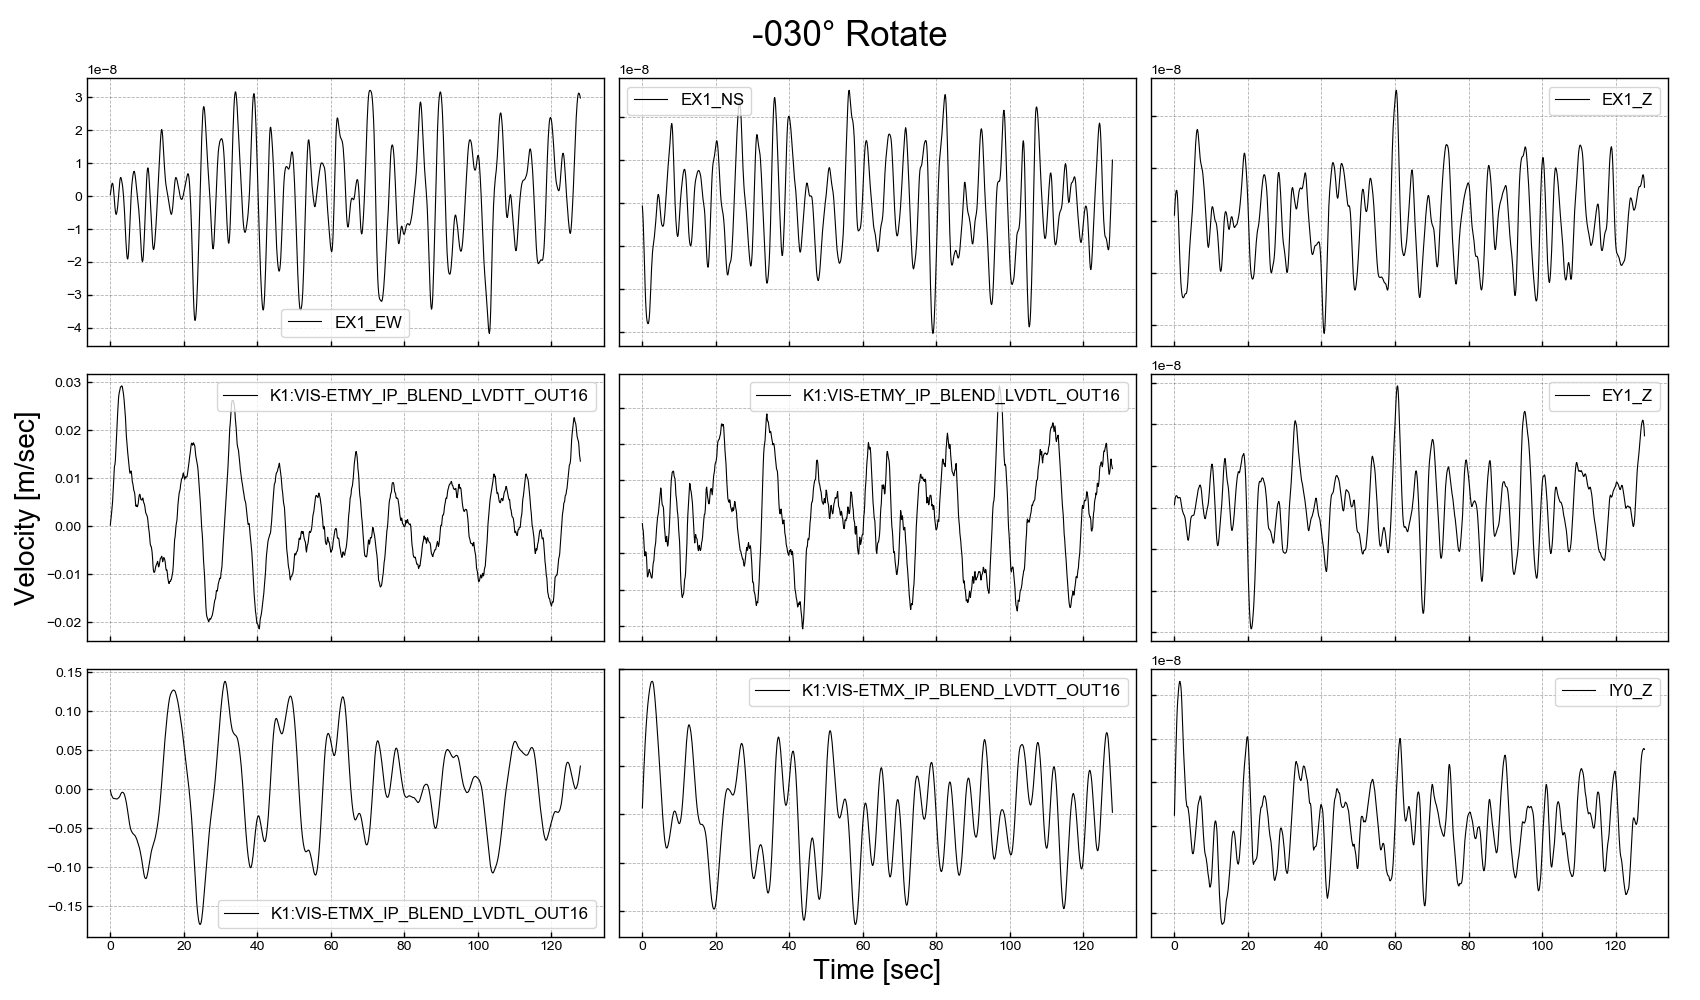 -030° Rotate
1e−8
1e−8
1e−8
3
2
1
0
−1
−2
−3
−4
EX1_EW
EX1_NS
EX1_Z
1e−8
0.03
0.02
0.01
0.00
−0.01
−0.02
K1:VIS-ETMY_IP_BLEND_LVDTT_OUT16
K1:VIS-ETMY_IP_BLEND_LVDTL_OUT16
EY1_Z
Velocity [m/sec]
1e−8
0.15
0.10
0.05
0.00
−0.05
−0.10
−0.15
K1:VIS-ETMX_IP_BLEND_LVDTL_OUT16
K1:VIS-ETMX_IP_BLEND_LVDTT_OUT16
IY0_Z
0 20 40 60 80 100 120
0 20 40 60 80 100 120
0 20 40 60 80 100 120
Time [sec]